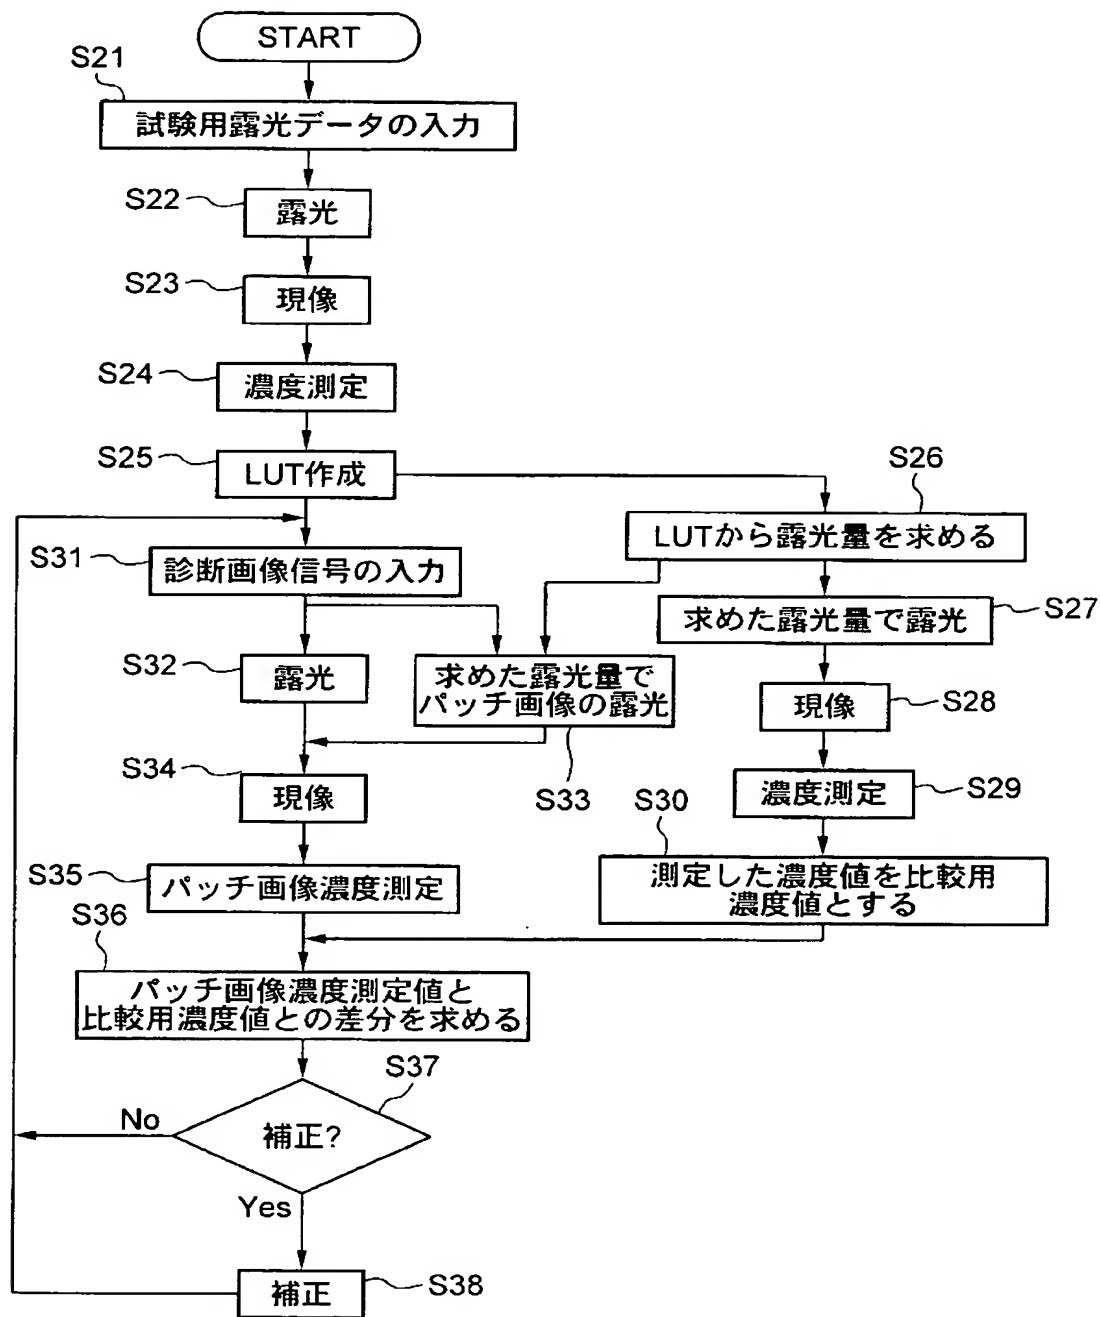 START
S21
試験用露光データの入力
S22
露光
S23
現像
S24
濃度測定
S25
LUT作成
S26
LUTから露光量を求める
S31
診断画像信号の入力
S27
求めた露光量で露光
S32
露光
求めた露光量で
パッチ画像の露光
S33
S28
現像
S34
現像
S29
濃度測定
S30
測定した濃度値を比較用
濃度値とする
S35
パッチ画像濃度測定
S36
パッチ画像濃度測定値と
比較用濃度値との差分を求める
S37
補正?
No
Yes
補正
S38